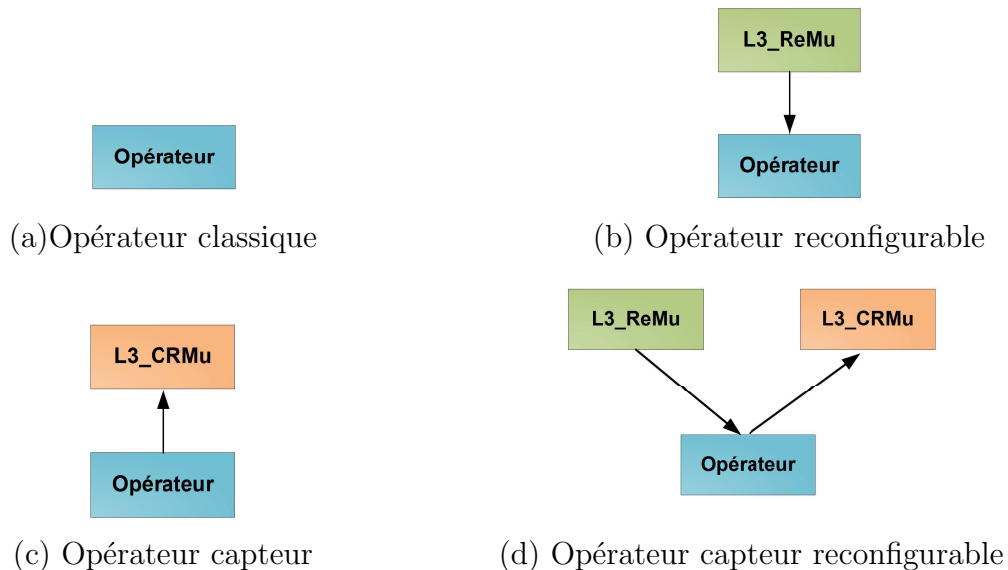 Opérateur
(a)Opérateur classique
L3_ReMu
Opérateur
(b) Opérateur reconfigurable
L3_CRMu
Opérateur
(c) Opérateur capteur
L3_ReMu
L3_CRMu
Opérateur
(d) Opérateur capteur reconfigurable